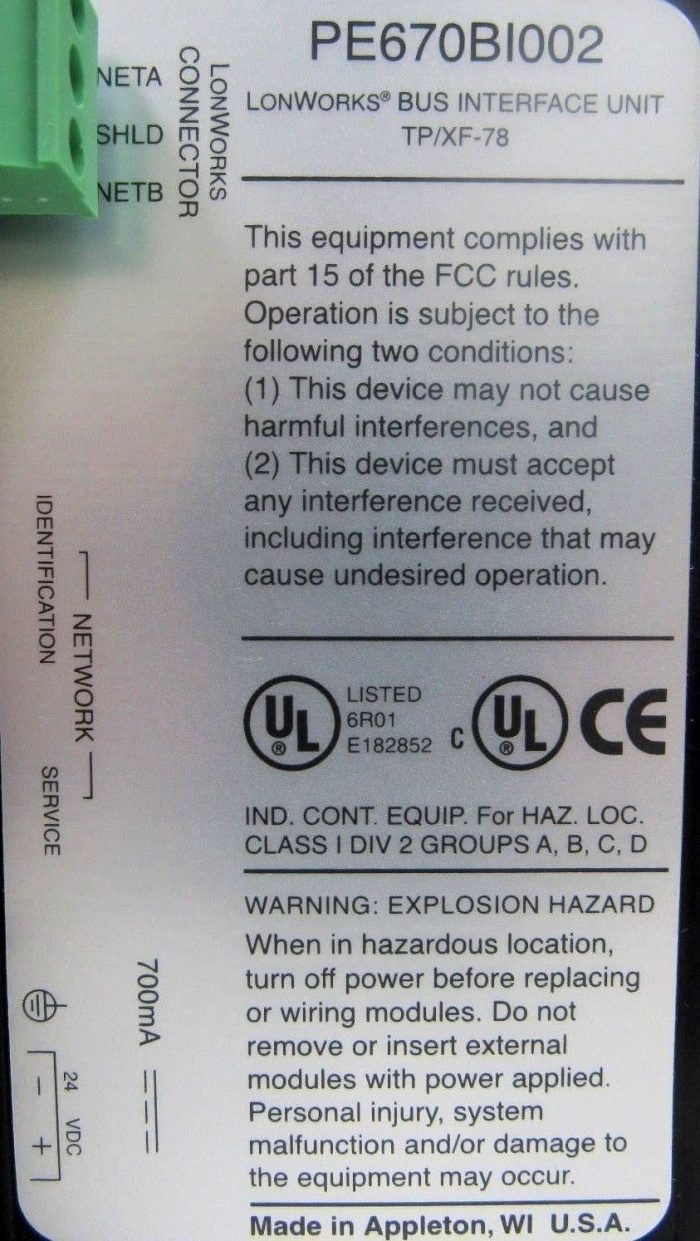 PE670BI002
LONWORKS® BUS INTERFACE UNIT
TP/XF-78
NETA
SHLD
NETB
LONWORKS
CONNECTOR
This equipment complies with
part 15 of the FCC rules.
Operation is subject to the
following two conditions:
(1) This device may not cause
harmful interferences, and
(2) This device must accept
any interference received,
including interference that may
cause undesired operation.
NETWORK
IDENTIFICATION
SERVICE
UL ®
LISTED
6R01
E182852
C UL ® CE
IND. CONT. EQUIP. For HAZ. LOC.
CLASS I DIV 2 GROUPS A, B, C, D
WARNING: EXPLOSION HAZARD
When in hazardous location,
turn off power before replacing
or wiring modules. Do not
remove or insert external
modules with power applied.
Personal injury, system
malfunction and/or damage to
the equipment may occur.
700mA
24 VDC
- +
Made in Appleton, WI U.S.A.